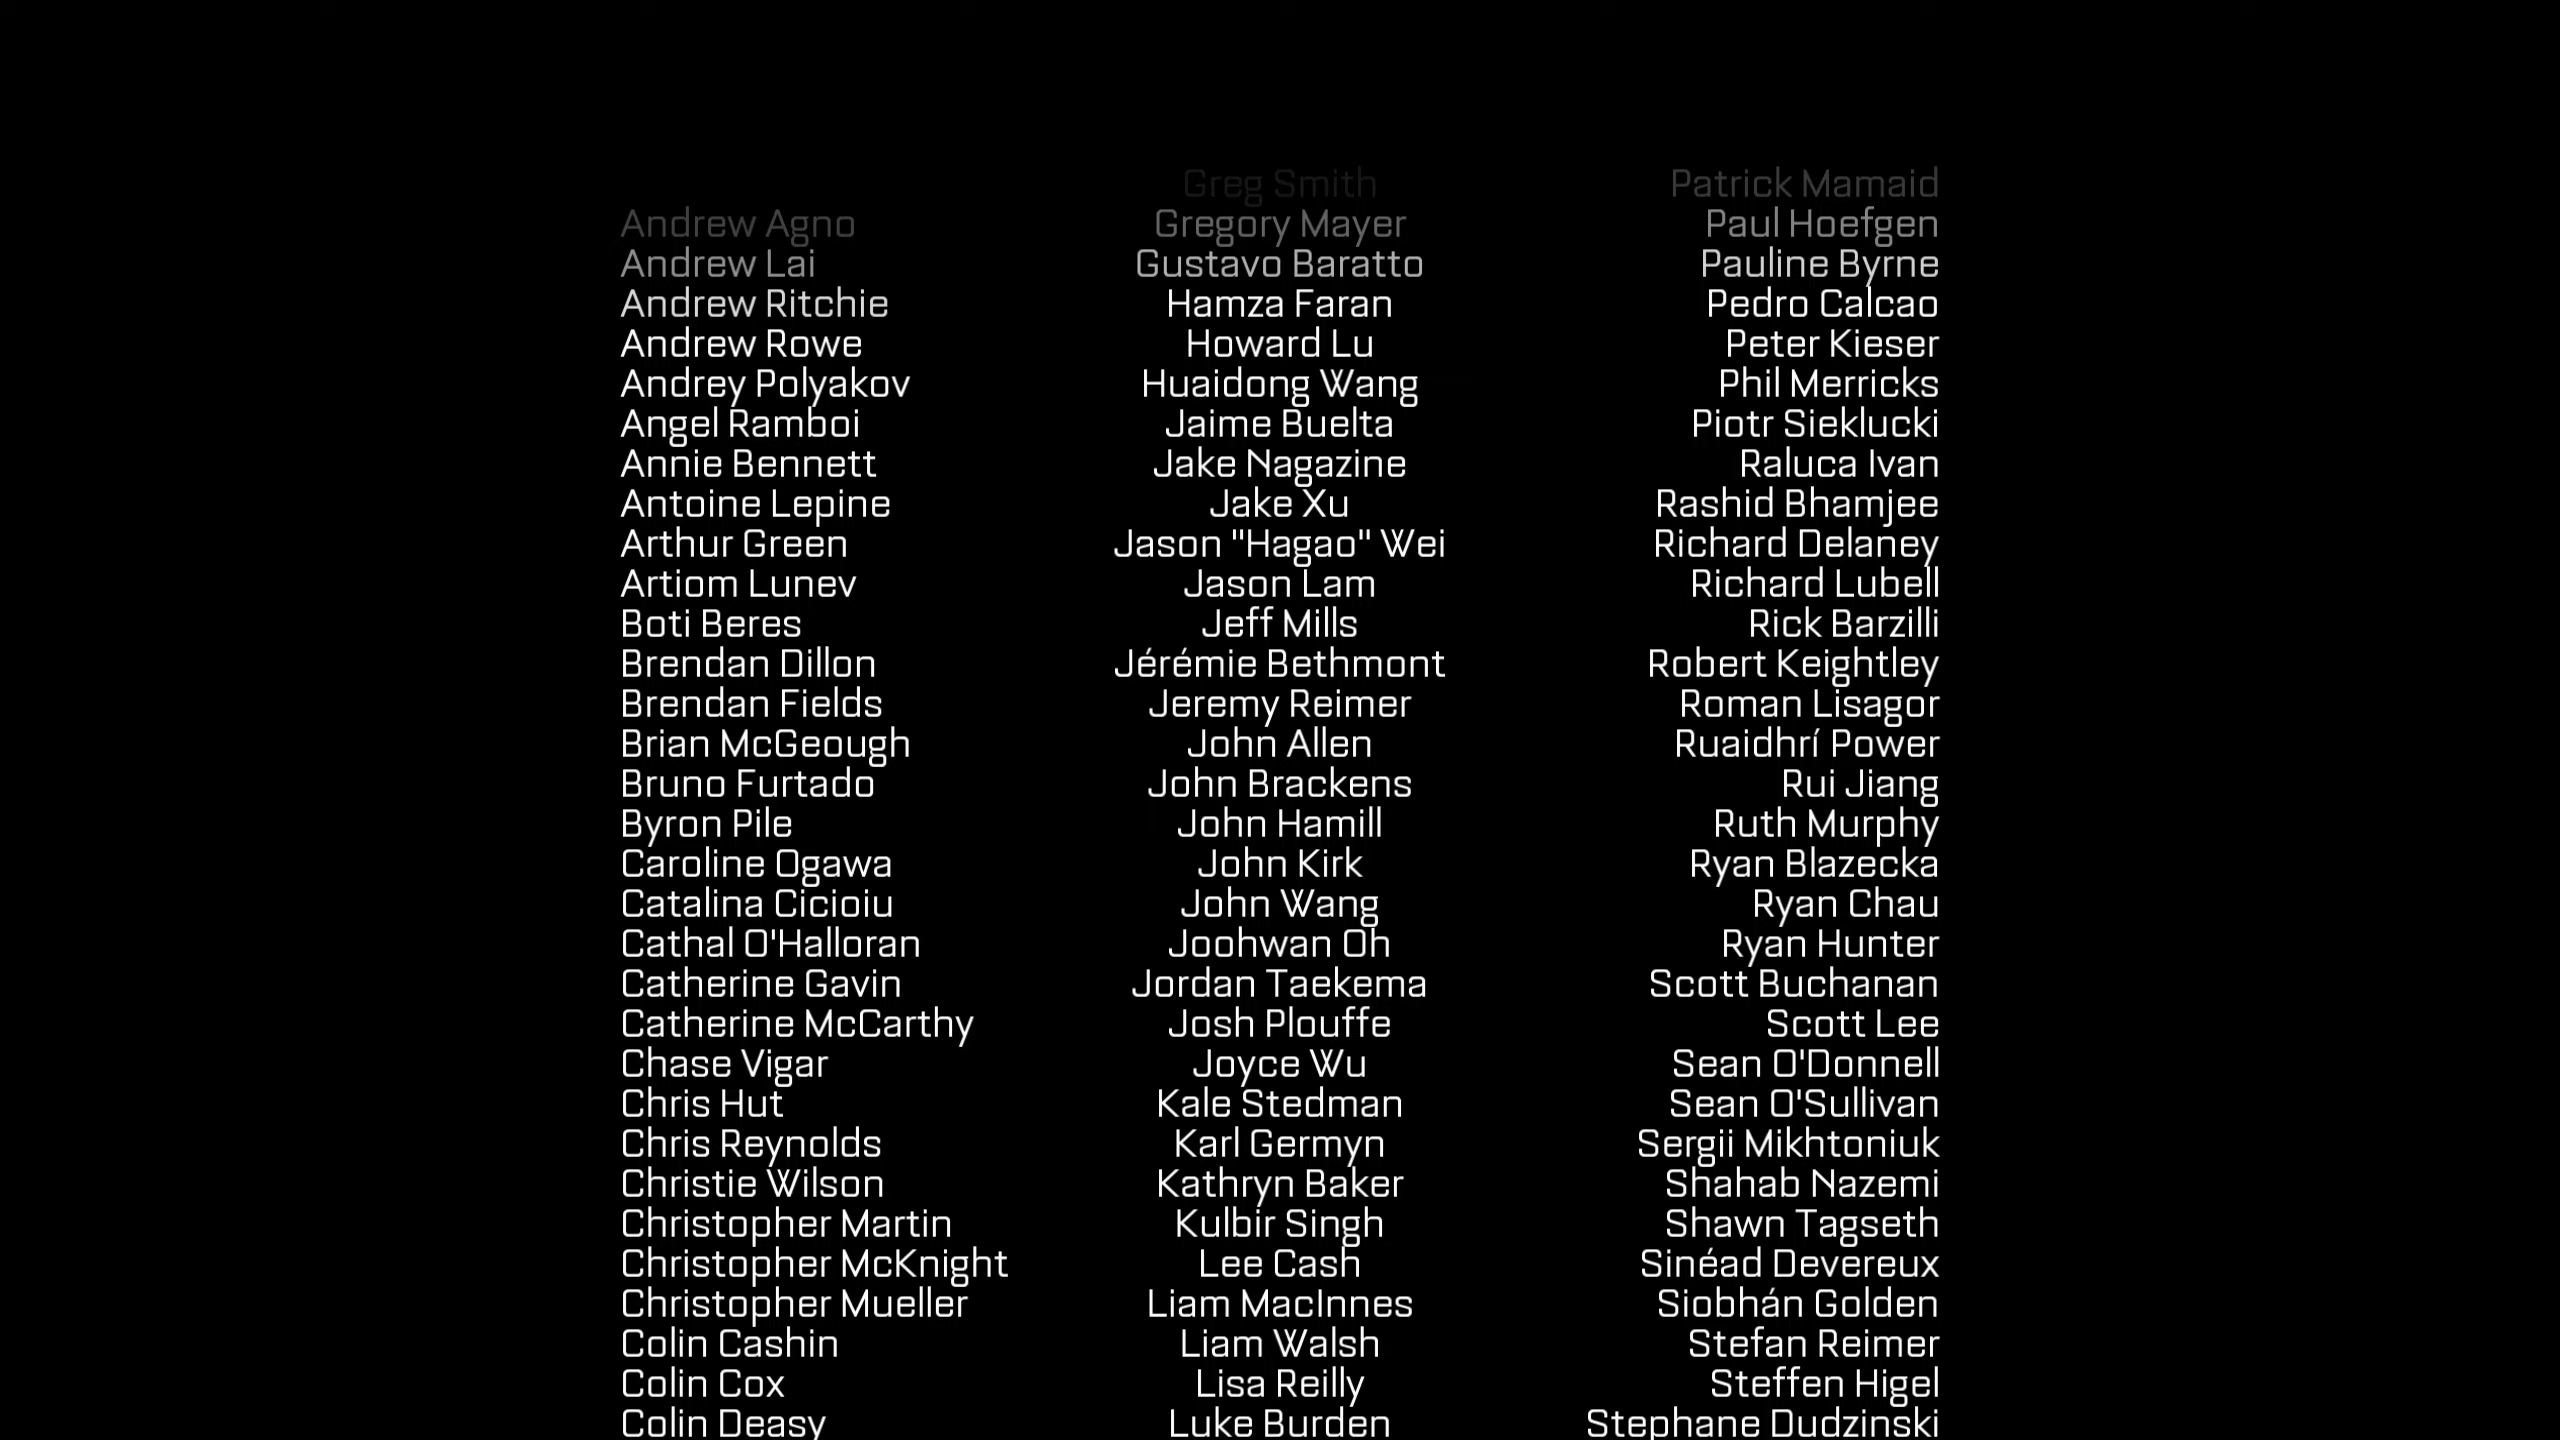 Greg Smith Patrick Mamaid
Andrew Agno Gregory Mayer Paul Hoefgen
Andrew Lai Gustavo Baratto Pauline Byrne
Andrew Ritchie Hamza Faran Pedro Calcao
Andrew Rowe Howard Lu Peter Kieser
Andrey Polyakov Huaidong Wang Phil Merricks
Angel Ramboi Jaime Buelta Piotr Sieklucki
Annie Bennett Jake Nagazine Raluca Ivan
Antoine Lepine Jake Xu Rashid Bhamjee
Arthur Green Jason "Hagao" Wei Richard Delaney
Artiom Lunev Jason Lam Richard Lubell
Boti Beres Jeff Mills Rick Barzilli
Brendan Dillon Jérémie Bethmont Robert Keightley
Brendan Fields Jeremy Reimer Roman Lisagor
Brian McGeough John Allen Ruaidhrí Power
Bruno Furtado John Brackens Rui Jiang
Byron Pile John Hamill Ruth Murphy
Caroline Ogawa John Kirk Ryan Blazecka
Catalina Cicioiu John Wang Ryan Chau
Cathal O'Halloran Joohwan Oh Ryan Hunter
Catherine Gavin Jordan Taekema Scott Buchanan
Catherine McCarthy Josh Plouffe Scott Lee
Chase Vigar Joyce Wu Sean O'Donnell
Chris Hut Kale Stedman Sean O'Sullivan
Chris Reynolds Karl Germyn Sergii Mikhtoniuk
Christie Wilson Kathryn Baker Shahab Nazemi
Christopher Martin Kulbir Singh Shawn Tagseth
Christopher McKnight Lee Cash Sinéad Devereux
Christopher Mueller Liam MacInnes Siobhán Golden
Colin Cashin Liam Walsh Stefan Reimer
Colin Cox Lisa Reilly Steffen Higel
Colin Deasy Luke Burden Stephane Dudzinski